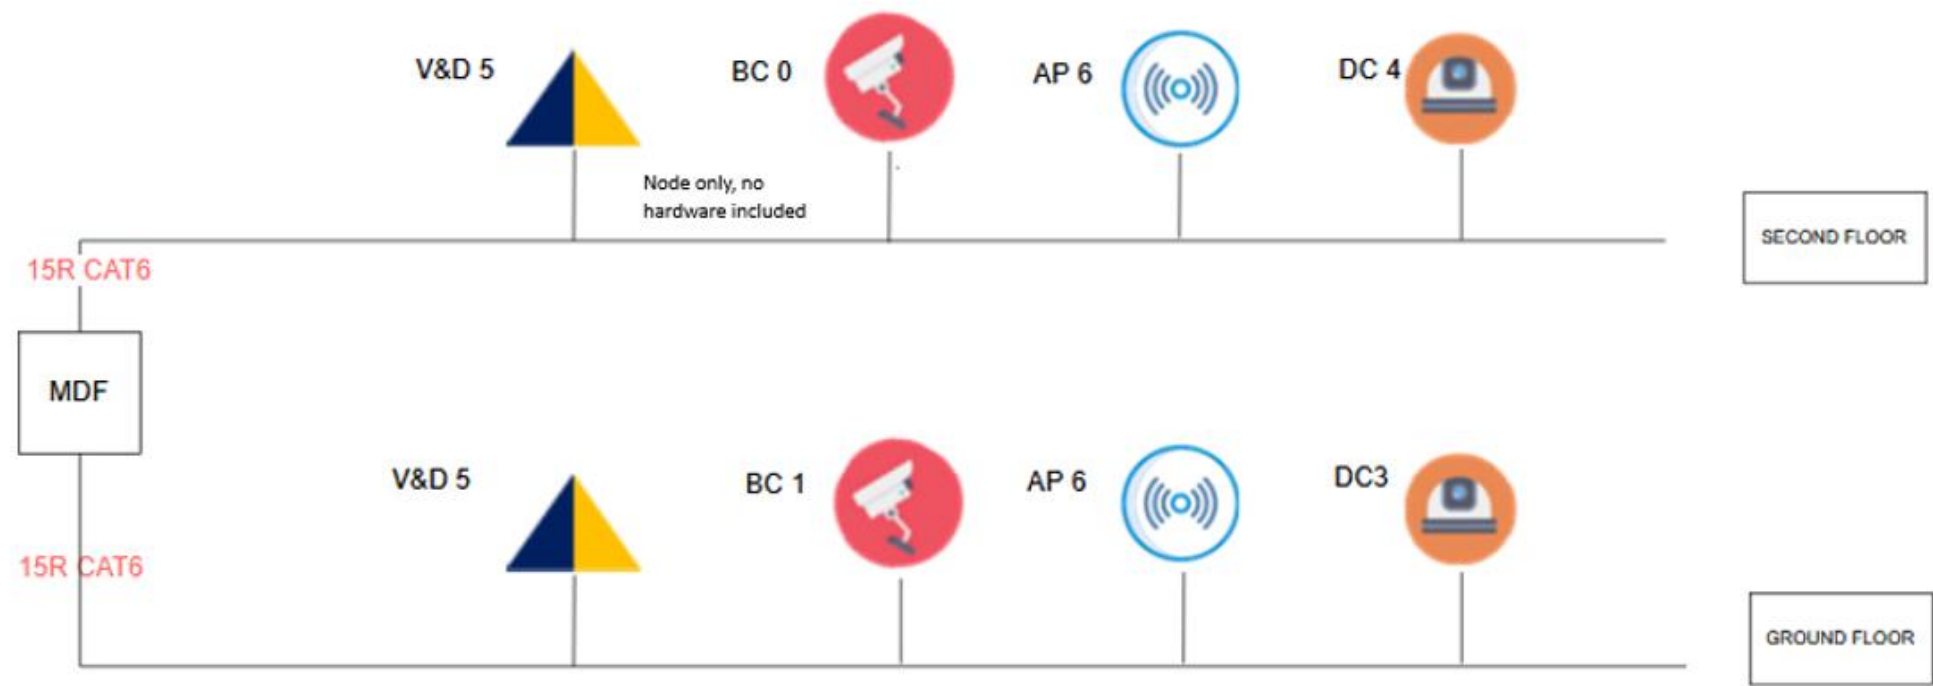 V&D 5
BC 0
AP 6
DC 4
Node only, no
hardware included
SECOND FLOOR
15R CAT6
MDF
V&D 5
BC 1
AP 6
DC3
15R CAT6
GROUND FLOOR